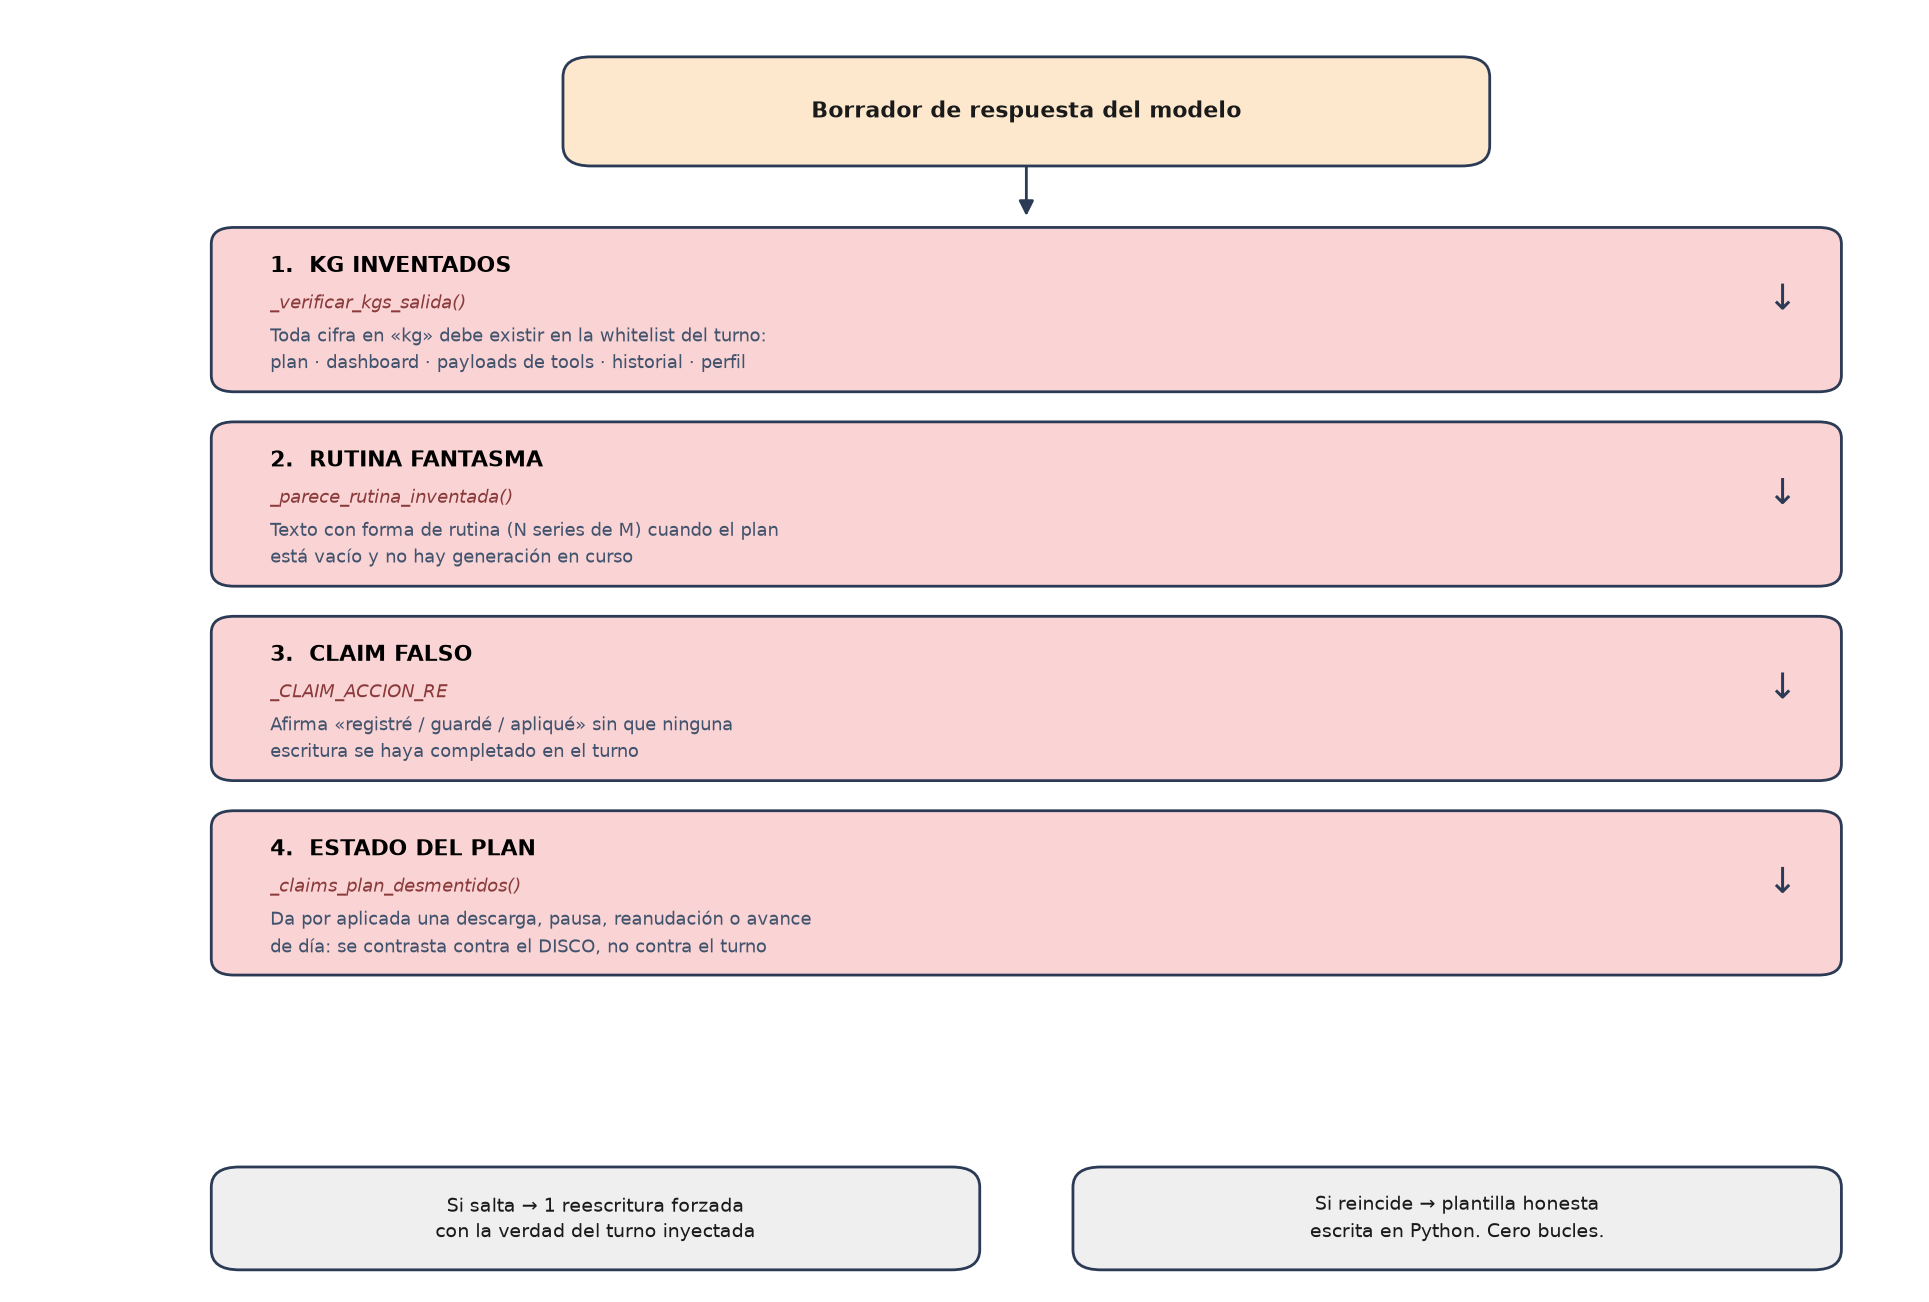 Borrador de respuesta del modelo
1. KG INVENTADOS
_verificar_kgs_salida()
Toda cifra en «kg» debe existir en la whitelist del turno:
plan · dashboard · payloads de tools · historial · perfil
↓
2. RUTINA FANTASMA
_parece_rutina_inventada()
Texto con forma de rutina (N series de M) cuando el plan
está vacío y no hay generación en curso
↓
3. CLAIM FALSO
_CLAIM_ACCION_RE
Afirma «registré / guardé / apliqué» sin que ninguna
escritura se haya completado en el turno
↓
4. ESTADO DEL PLAN
_claims_plan_desmentidos()
Da por aplicada una descarga, pausa, reanudación o avance
de día: se contrasta contra el DISCO, no contra el turno
↓
Si salta → 1 reescritura forzada
con la verdad del turno inyectada
Si reincide → plantilla honesta
escrita en Python. Cero bucles.